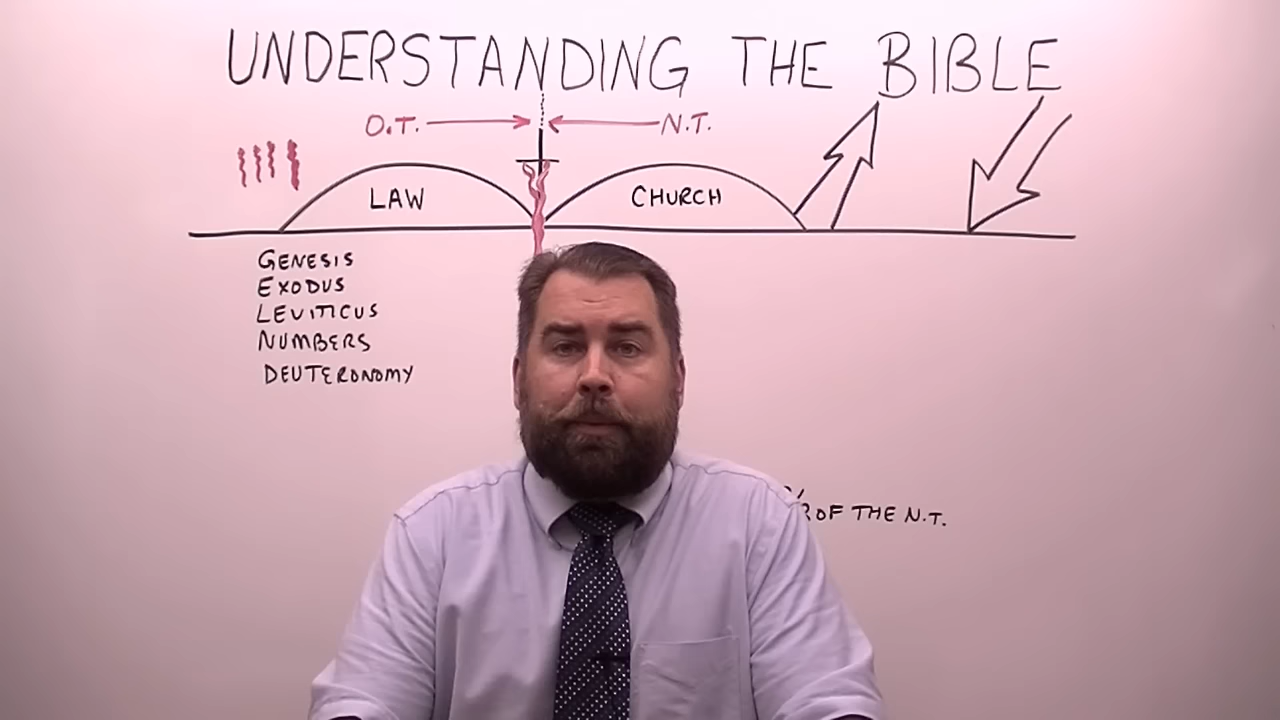 UNDERSTANDING THE BIBLE
O.T. N.T.
LAW CHURCH
GENESIS
EXODUS
LEVITICUS
NUMBERS
DEUTERONOMY
OF THE N.T.